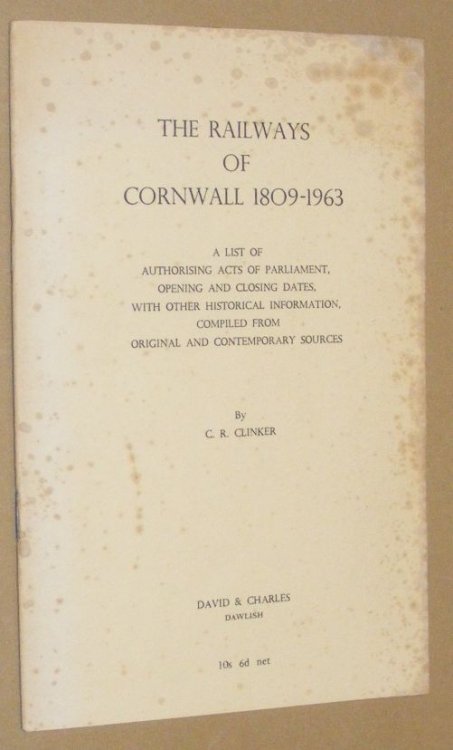 THE RAILWAYS
OF
CORNWALL 1809-1963
A LIST OF
AUTHORISING ACTS OF PARLIAMENT,
OPENING AND CLOSING DATES,
WITH OTHER HISTORICAL INFORMATION,
COMPILED FROM
ORIGINAL AND CONTEMPORARY SOURCES
By
C. R. CLINKER
DAVID & CHARLES
DAWLISH
10s 6d net